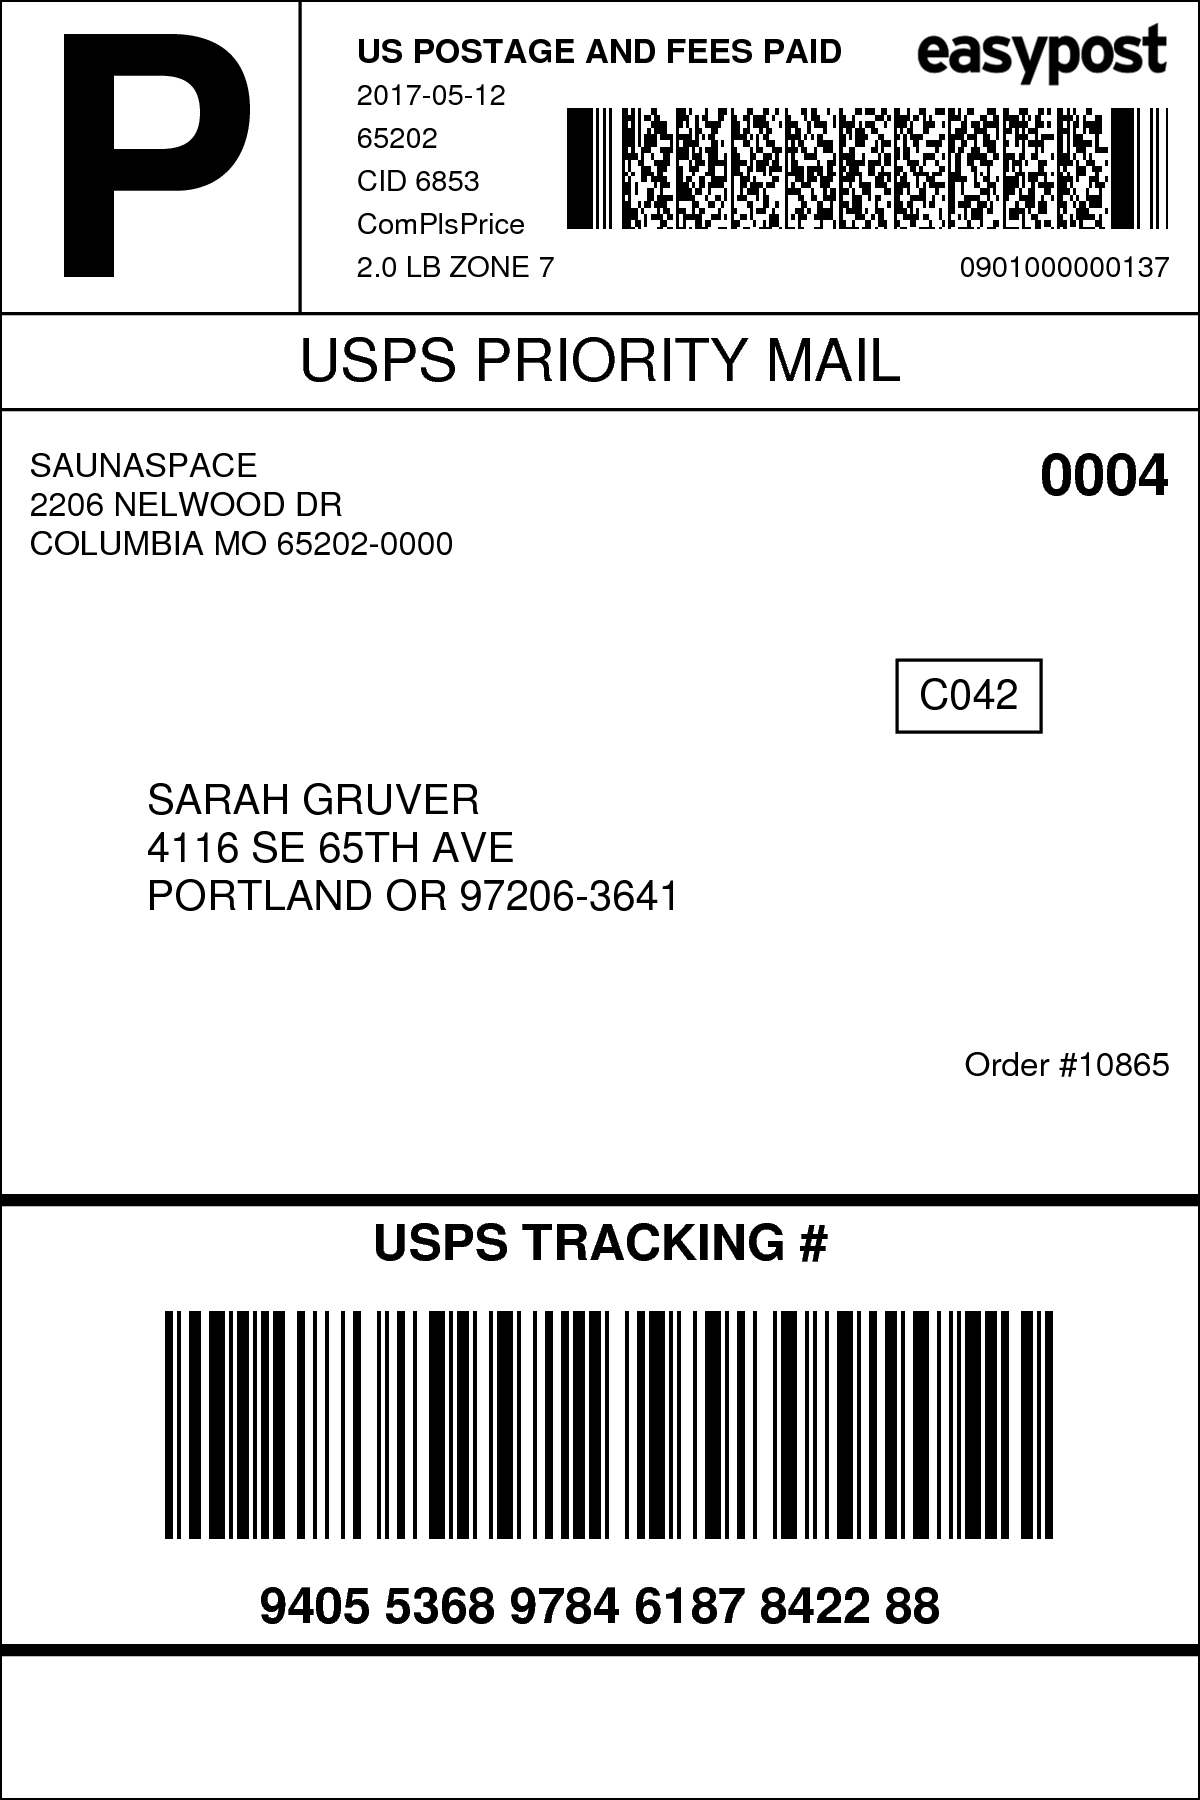 P
US POSTAGE AND FEES PAID
easypost
2017-05-12
65202
CID 6853
ComPlsPrice
2.0 LB ZONE 7
0901000000137
USPS PRIORITY MAIL
SAUNASPACE
2206 NELWOOD DR
COLUMBIA MO 65202-0000
0004
C042
SARAH GRUVER
4116 SE 65TH AVE
PORTLAND OR 97206-3641
Order #10865
USPS TRACKING #
9405 5368 9784 6187 8422 88